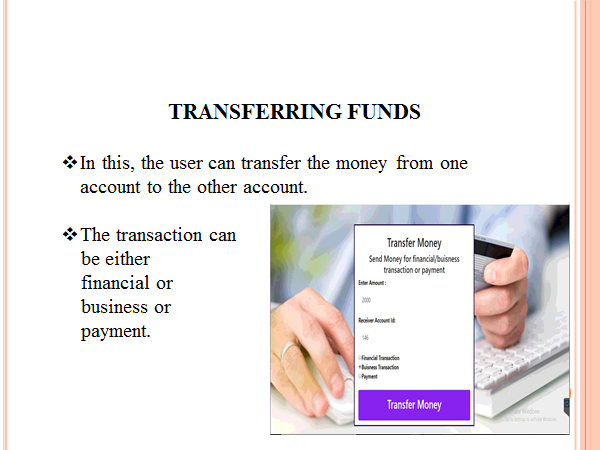 TRANSFERRING FUNDS
❖In this, the user can transfer the money from one
account to the other account.
❖The transaction can
be either
financial or
business or
payment.
Transfer Money
Send Money for financial/buisness
transaction or payment
Enter Amount :
2000
Receiver Account Id:
146
Financial Transaction
Buisness Transaction
Payment
Transfer Money